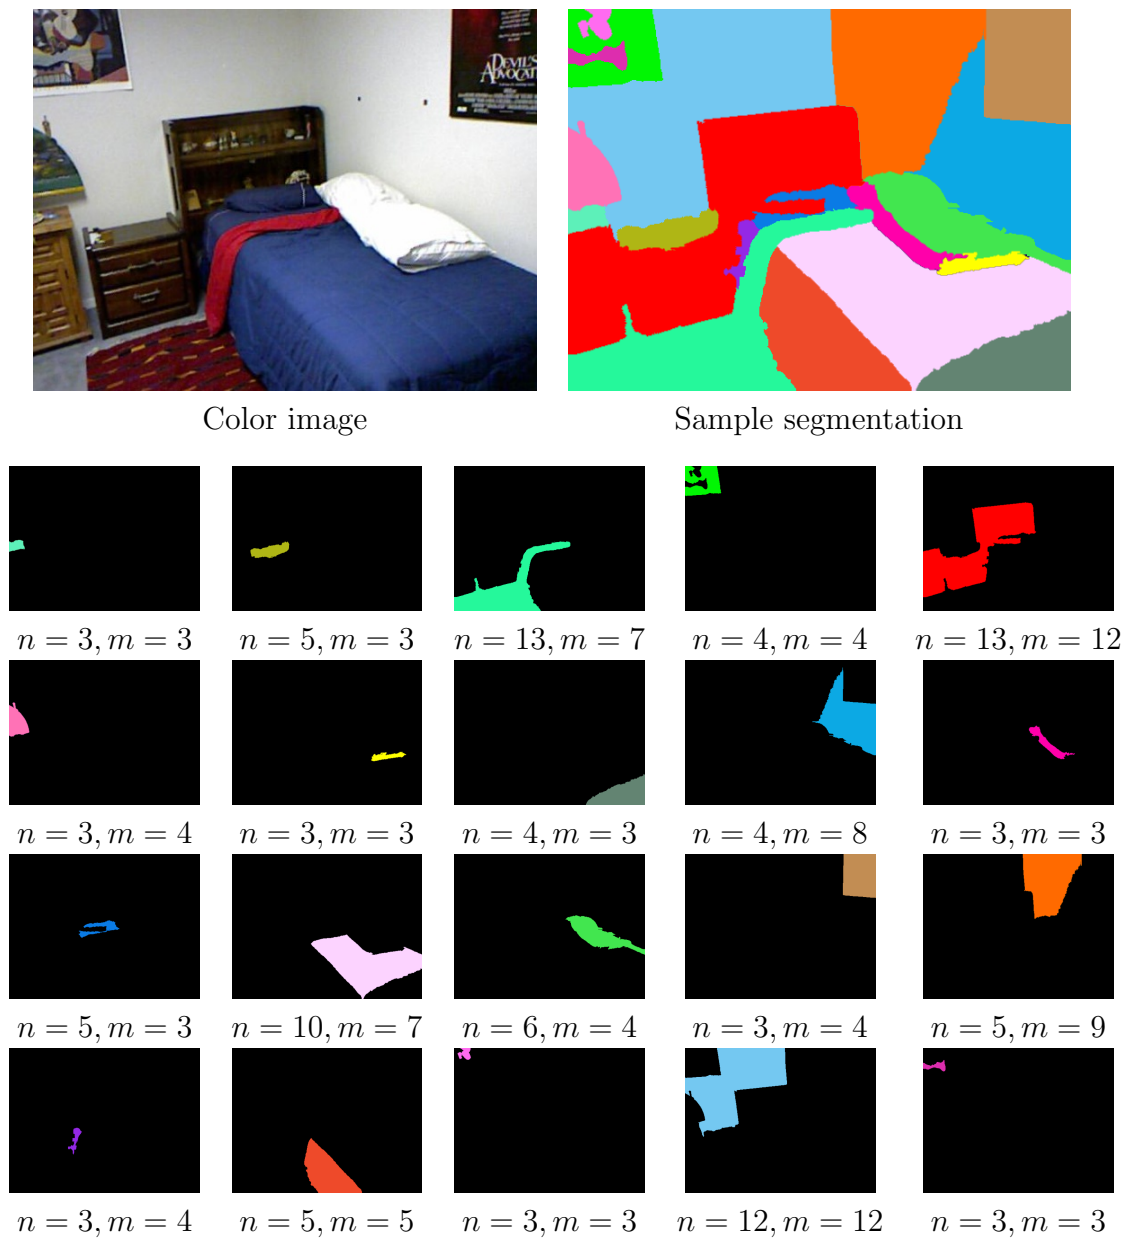 DEVIL'S
ADVOCAT
Color image
Sample segmentation
n = 3, m = 3
n = 5, m = 3
n = 13, m = 7
n = 4, m = 4
n = 13, m = 12
n = 3, m = 4
n = 3, m = 3
n = 4, m = 3
n = 4, m = 8
n = 3, m = 3
n = 5, m = 3
n = 10, m = 7
n = 6, m = 4
n = 3, m = 4
n = 5, m = 9
n = 3, m = 4
n = 5, m = 5
n = 3, m = 3
n = 12, m = 12
n = 3, m = 3